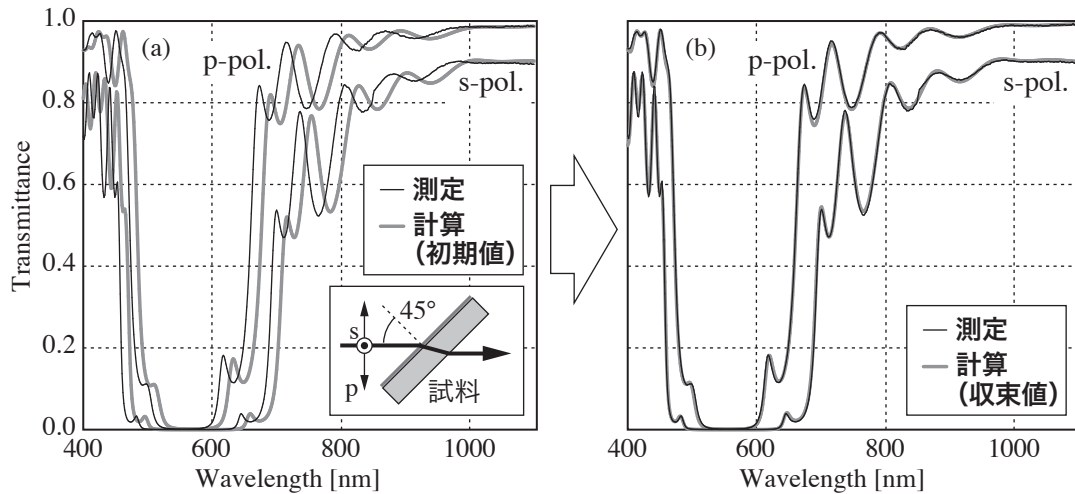 (a)
p-pol.
s-pol.
測定
計算
(初期値)
45°
s
p
試料
Transmittance
1.0
0.8
0.6
0.4
0.2
0.0
400
600
800
1000
Wavelength [nm]
(b)
p-pol.
s-pol.
測定
計算
(収束値)
400
600
800
1000
Wavelength [nm]